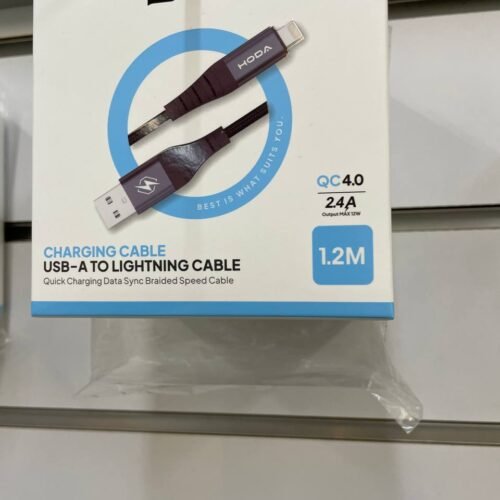 HODA
BEST IS WHAT SUITS YOU.
QC4.0
2.4A
Output MAX 12W
CHARGING CABLE
USB-A TO LIGHTNING CABLE
1.2M
Quick Charging Data Sync Braided Speed Cable